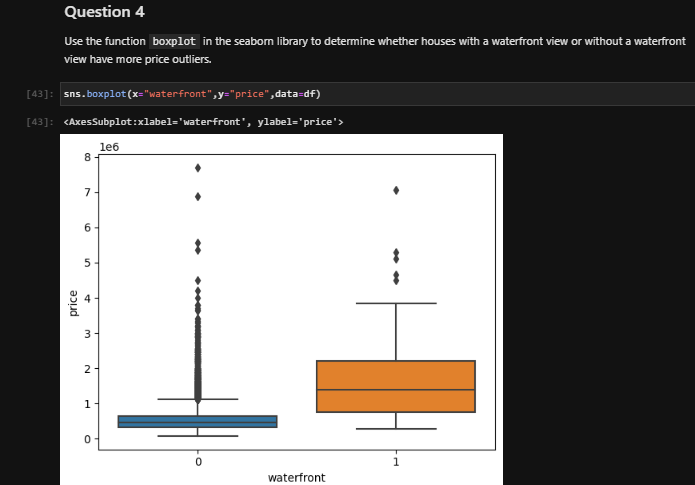 Question 4
Use the function boxplot in the seaborn library to determine whether houses with a waterfront view or without a waterfront
view have more price outliers.
[43]: sns.boxplot(x="waterfront",y="price",data=df)
[43]: <AxesSubplot:xlabel='waterfront', ylabel='price'>
1e6
8
7
6
5
4
3
2
1
0
price
0 1
waterfront